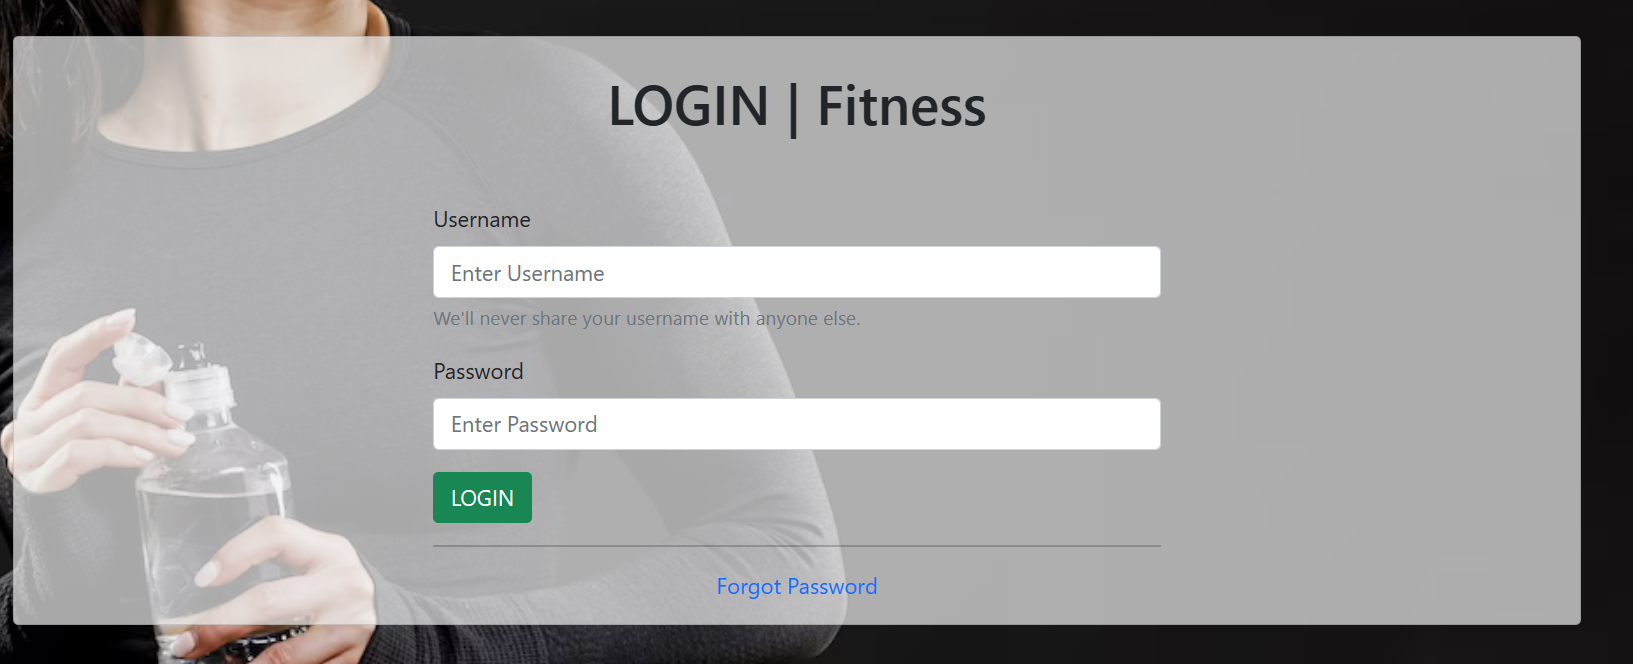 LOGIN | Fitness
Username
Enter Username
We'll never share your username with anyone else.
Password
Enter Password
LOGIN
Forgot Password